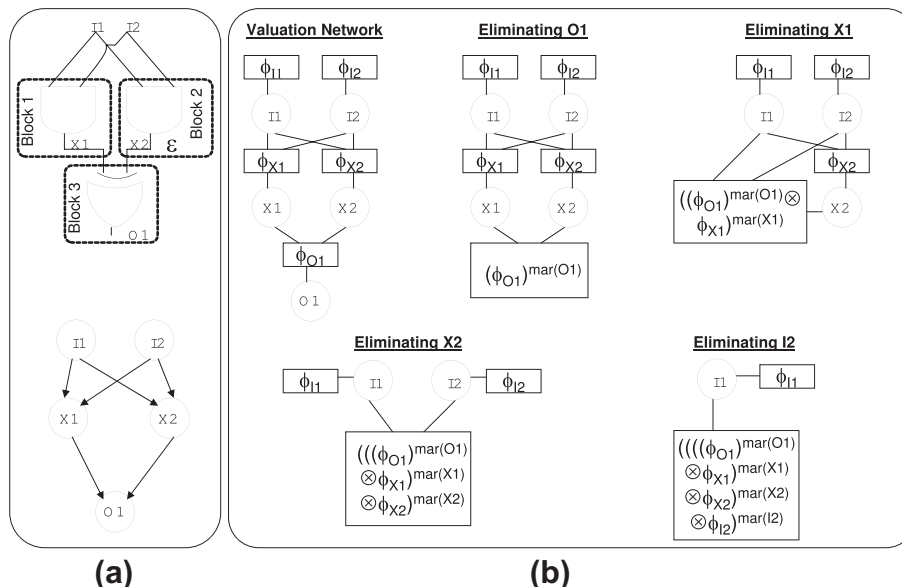 I1 I2
Block 1
Block 2
X1 X2 ε
Block 3
O1
I1 I2
X1 X2
O1
(a)
Valuation Network
ϕI1 ϕI2
I1 I2
ϕX1 ϕX2
X1 X2
ϕO1
O1
Eliminating O1
ϕI1 ϕI2
I1 I2
ϕX1 ϕX2
X1 X2
(ϕO1)mar(O1)
Eliminating X1
ϕI1 ϕI2
I1 I2
ϕX2
((ϕO1)mar(O1)⊗
ϕX1)mar(X1)
X2
Eliminating X2
ϕI1 I1 I2 ϕI2
(((ϕO1)mar(O1)
⊗ϕX1)mar(X1)
⊗ϕX2)mar(X2)
Eliminating I2
I1 ϕI1
((((ϕO1)mar(O1)
⊗ϕX1)mar(X1)
⊗ϕX2)mar(X2)
⊗ϕI2)mar(I2)
(b)